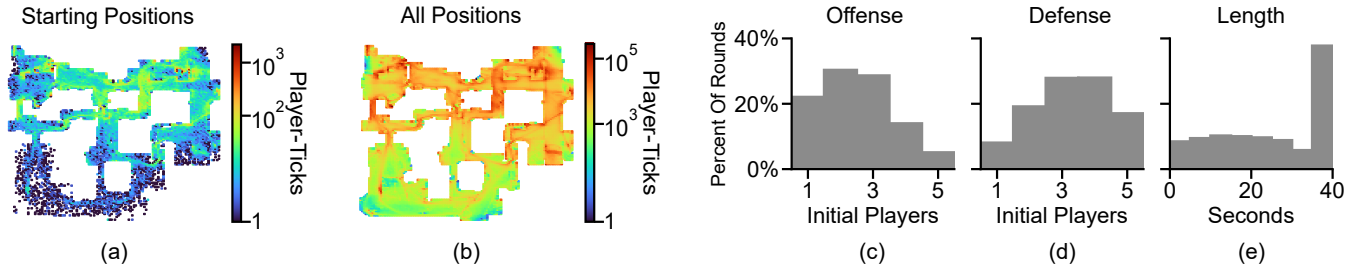 Starting Positions
10^3
10^2
1
Player-Ticks
(a)
All Positions
10^5
10^3
1
Player-Ticks
(b)
Offense
Percent Of Rounds
40%
20%
0%
1 3 5
Initial Players
(c)
Defense
1 3 5
Initial Players
(d)
Length
0 20 40
Seconds
(e)